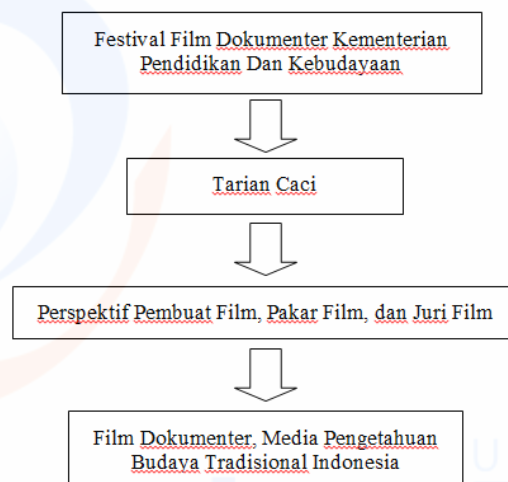 Festival Film Dokumenter Kementerian
Pendidikan Dan Kebudayaan
Tarian Caci
Perspektif Pembuat Film, Pakar Film, dan Juri Film
Film Dokumenter, Media Pengetahuan
Budaya Tradisional Indonesia
U